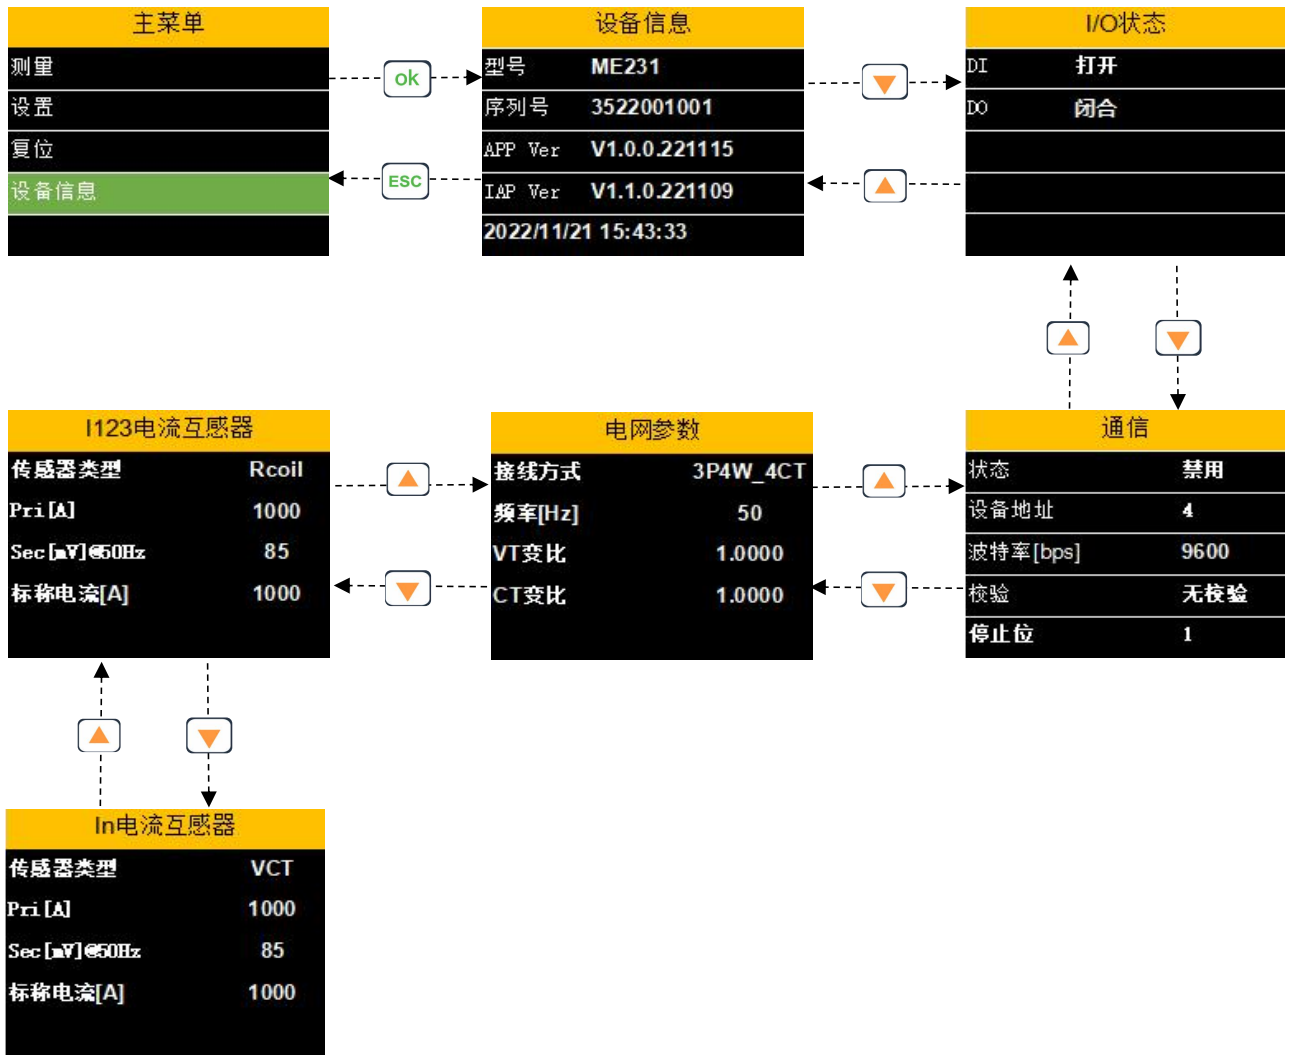 主菜单
测量
设置
复位
设备信息
ok
ESC
设备信息
型号 ME231
序列号 3522001001
APP Ver V1.0.0.221115
IAP Ver V1.1.0.221109
2022/11/21 15:43:33
I/O状态
DI 打开
DO 闭合
I123电流互感器
传感器类型 Rcoil
Pri[A] 1000
Sec[mV]@50Hz 85
标称电流[A] 1000
电网参数
接线方式 3P4W_4CT
频率[Hz] 50
VT变比 1.0000
CT变比 1.0000
通信
状态 禁用
设备地址 4
波特率[bps] 9600
校验 无校验
停止位 1
In电流互感器
传感器类型 VCT
Pri[A] 1000
Sec[mV]@50Hz 85
标称电流[A] 1000